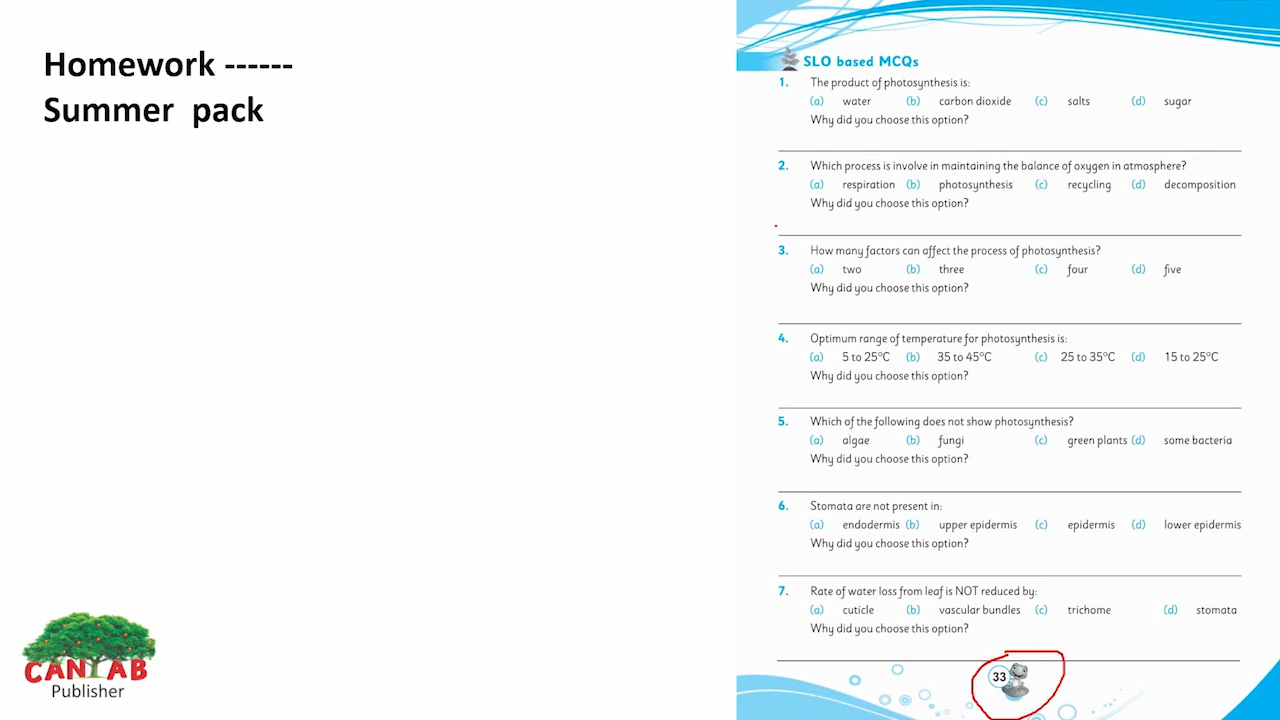 Homework ------
Summer pack
SLO based MCQs
1. The product of photosynthesis is:
(a) water (b) carbon dioxide (c) salts (d) sugar
Why did you choose this option?
2. Which process is involve in maintaining the balance of oxygen in atmosphere?
(a) respiration (b) photosynthesis (c) recycling (d) decomposition
Why did you choose this option?
3. How many factors can affect the process of photosynthesis?
(a) two (b) three (c) four (d) five
Why did you choose this option?
4. Optimum range of temperature for photosynthesis is:
(a) 5 to 25°C (b) 35 to 45°C (c) 25 to 35°C (d) 15 to 25°C
Why did you choose this option?
5. Which of the following does not show photosynthesis?
(a) algae (b) fungi (c) green plants (d) some bacteria
Why did you choose this option?
6. Stomata are not present in:
(a) endodermis (b) upper epidermis (c) epidermis (d) lower epidermis
Why did you choose this option?
7. Rate of water loss from leaf is NOT reduced by:
(a) cuticle (b) vascular bundles (c) trichome (d) stomata
Why did you choose this option?
33
CANTAB
Publisher